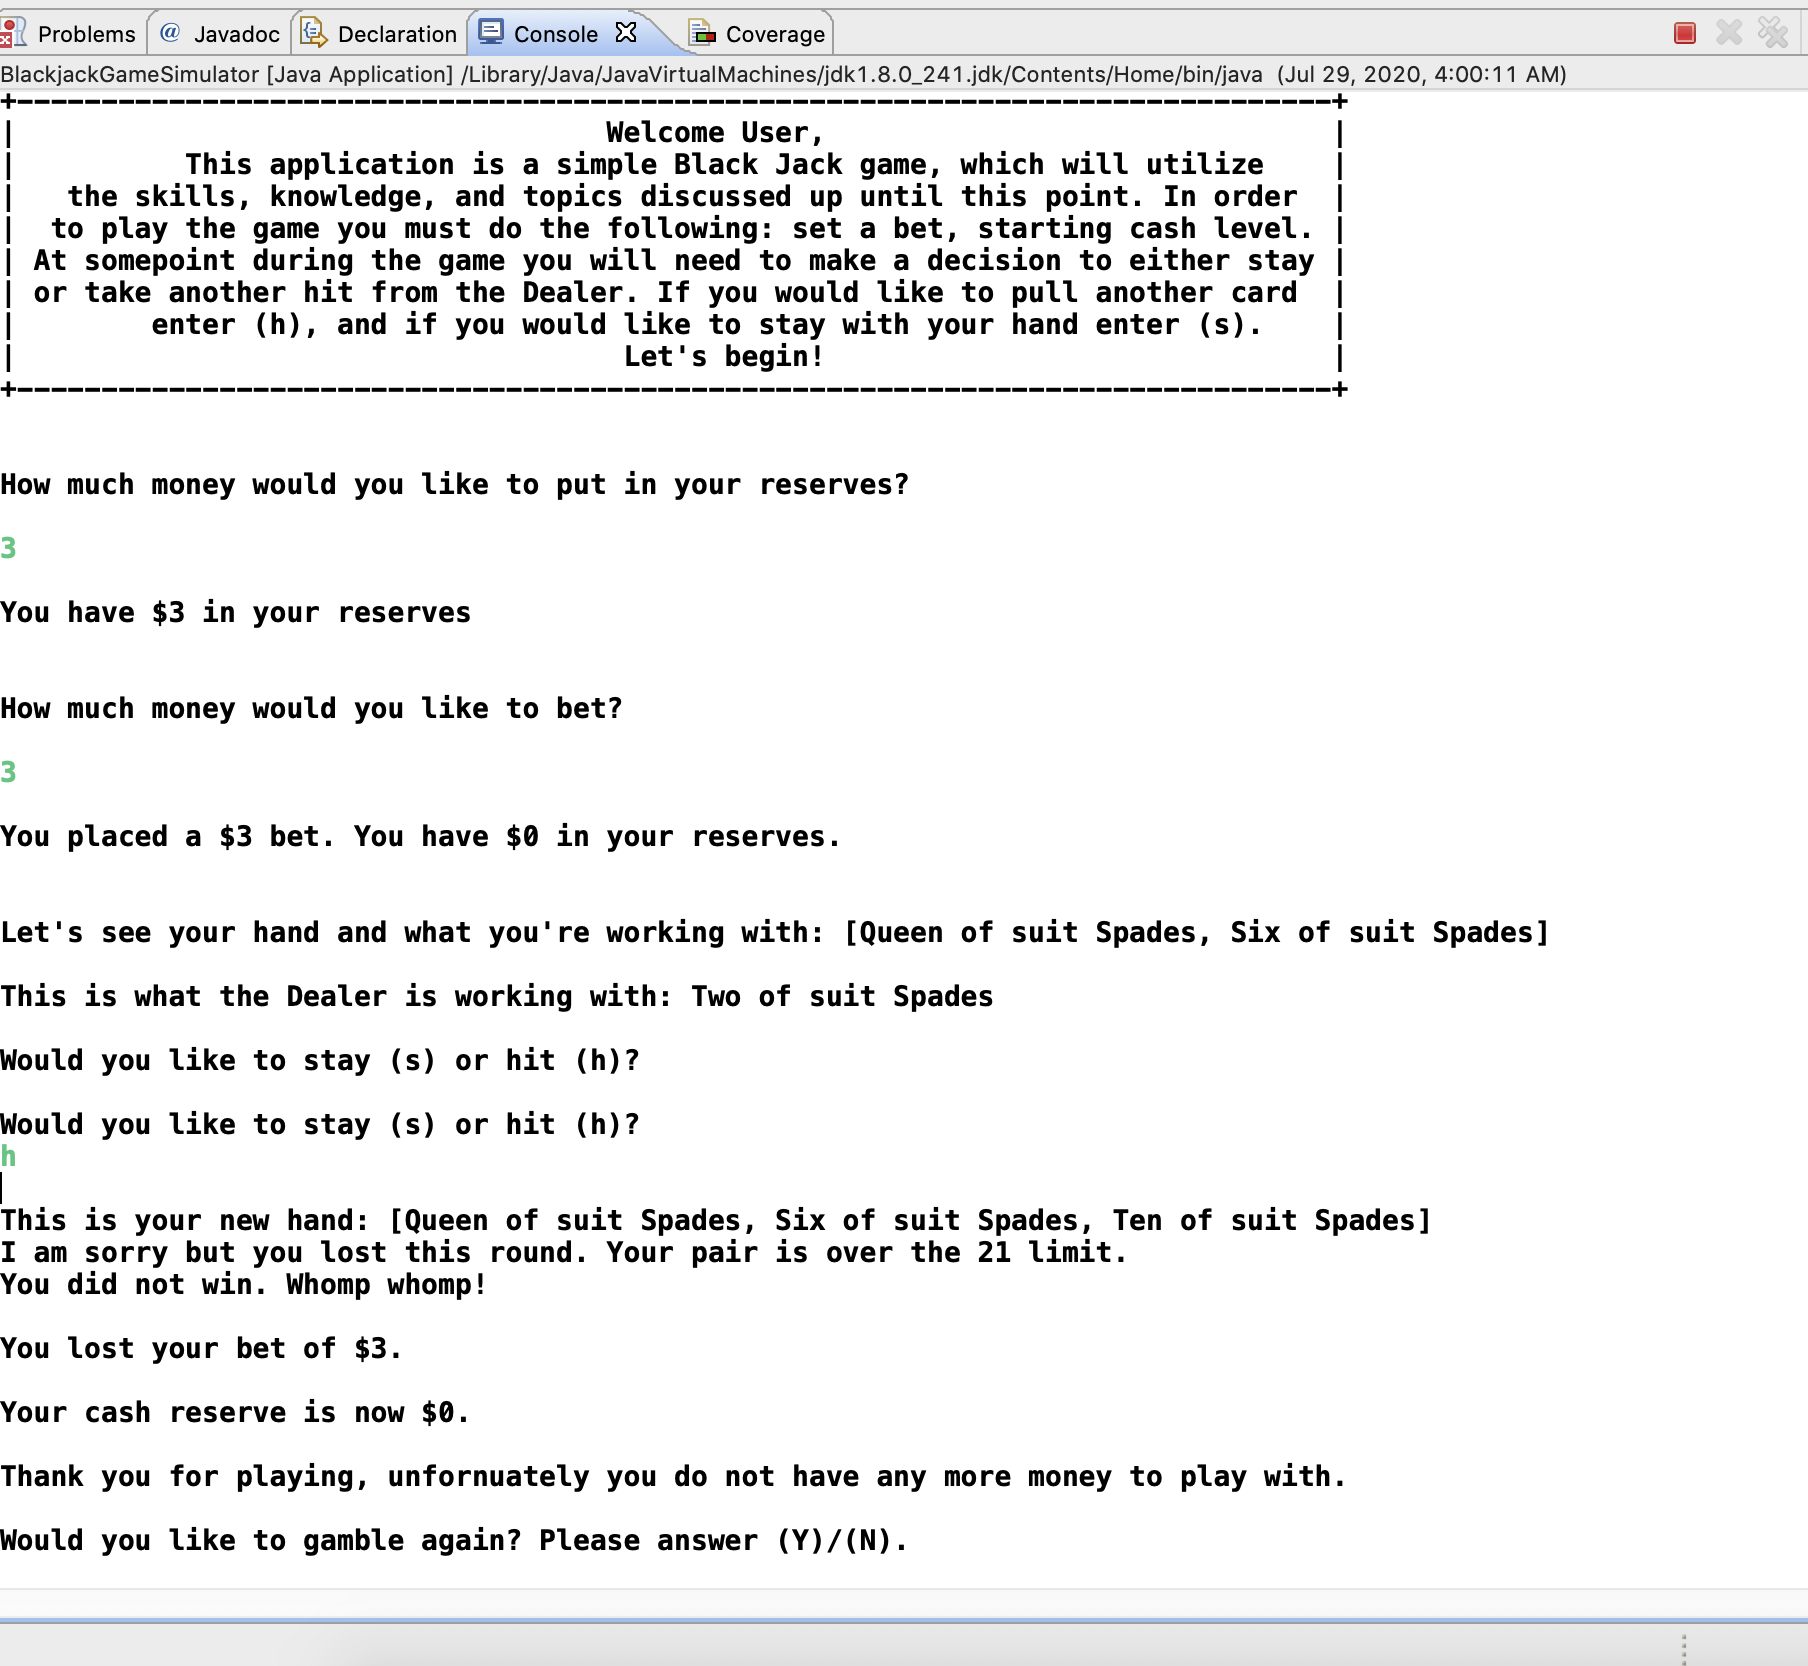 Problems @ Javadoc Declaration Console Coverage
BlackjackGameSimulator [Java Application] /Library/Java/JavaVirtualMachines/jdk1.8.0_241.jdk/Contents/Home/bin/java (Jul 29, 2020, 4:00:11 AM)
+------------------------------------------------------------------------------+
| Welcome User, |
| This application is a simple Black Jack game, which will utilize |
| the skills, knowledge, and topics discussed up until this point. In order |
| to play the game you must do the following: set a bet, starting cash level. |
| At somepoint during the game you will need to make a decision to either stay |
| or take another hit from the Dealer. If you would like to pull another card |
| enter (h), and if you would like to stay with your hand enter (s). |
| Let's begin! |
+------------------------------------------------------------------------------+
How much money would you like to put in your reserves?
3
You have $3 in your reserves
How much money would you like to bet?
3
You placed a $3 bet. You have $0 in your reserves.
Let's see your hand and what you're working with: [Queen of suit Spades, Six of suit Spades]
This is what the Dealer is working with: Two of suit Spades
Would you like to stay (s) or hit (h)?
Would you like to stay (s) or hit (h)?
h
This is your new hand: [Queen of suit Spades, Six of suit Spades, Ten of suit Spades]
I am sorry but you lost this round. Your pair is over the 21 limit.
You did not win. Whomp whomp!
You lost your bet of $3.
Your cash reserve is now $0.
Thank you for playing, unfornuately you do not have any more money to play with.
Would you like to gamble again? Please answer (Y)/(N).